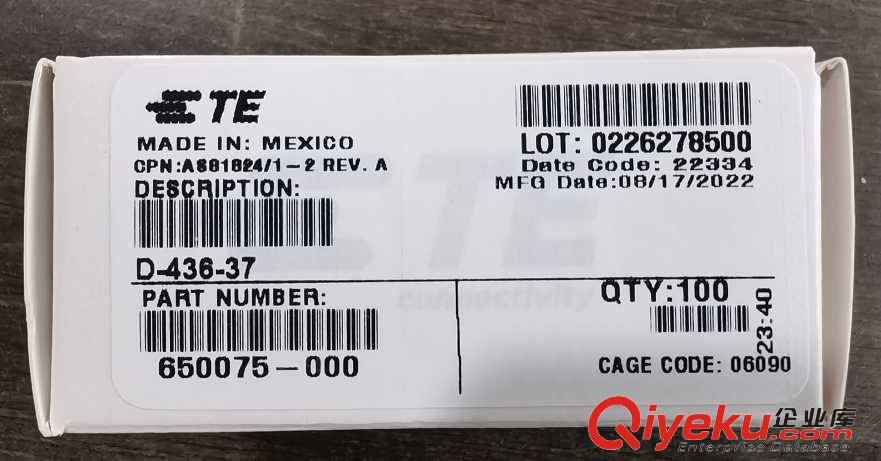 TE
MADE IN: MEXICO
CPN:AS81824/1-2 REV. A
DESCRIPTION:
D-436-37
LOT: 0226278500
Date Code: 22334
MFG Date:08/17/2022
TE
connectivity
PART NUMBER:
650075-000
QTY:100
23:40
CAGE CODE: 06090
Qiyeku 企业库
Enterprise Database